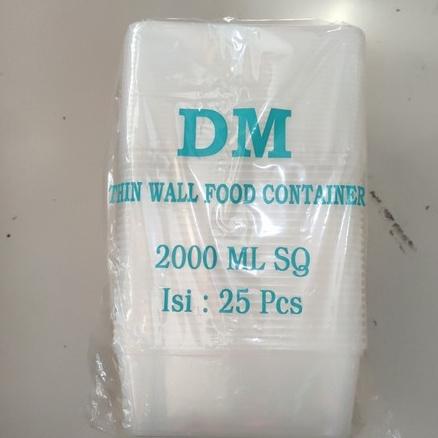 DM
THIN WALL FOOD CONTAINER
2000 ML SQ
Isi : 25 Pcs